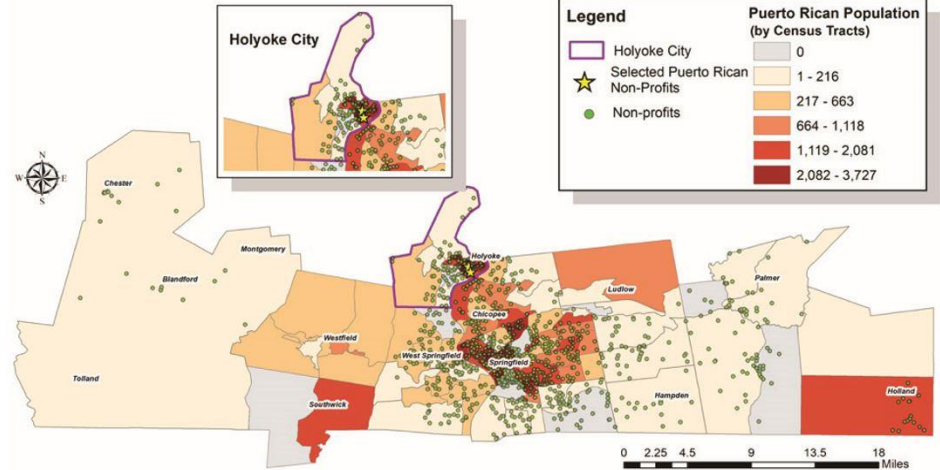 Holyoke City
Legend
Holyoke City
Selected Puerto Rican
Non-Profits
Non-profits
Puerto Rican Population
(by Census Tracts)
0
1 - 216
217 - 663
664 - 1,118
1,119 - 2,081
2,082 - 3,727
N
W E
S
Chester
Montgomery
Blandford
Tolland
Westfield
Southwick
Holyoke
Chicopee
West Springfield
Springfield
Ludlow
Palmer
Hampden
Holland
0 2.25 4.5 9 13.5 18
Miles